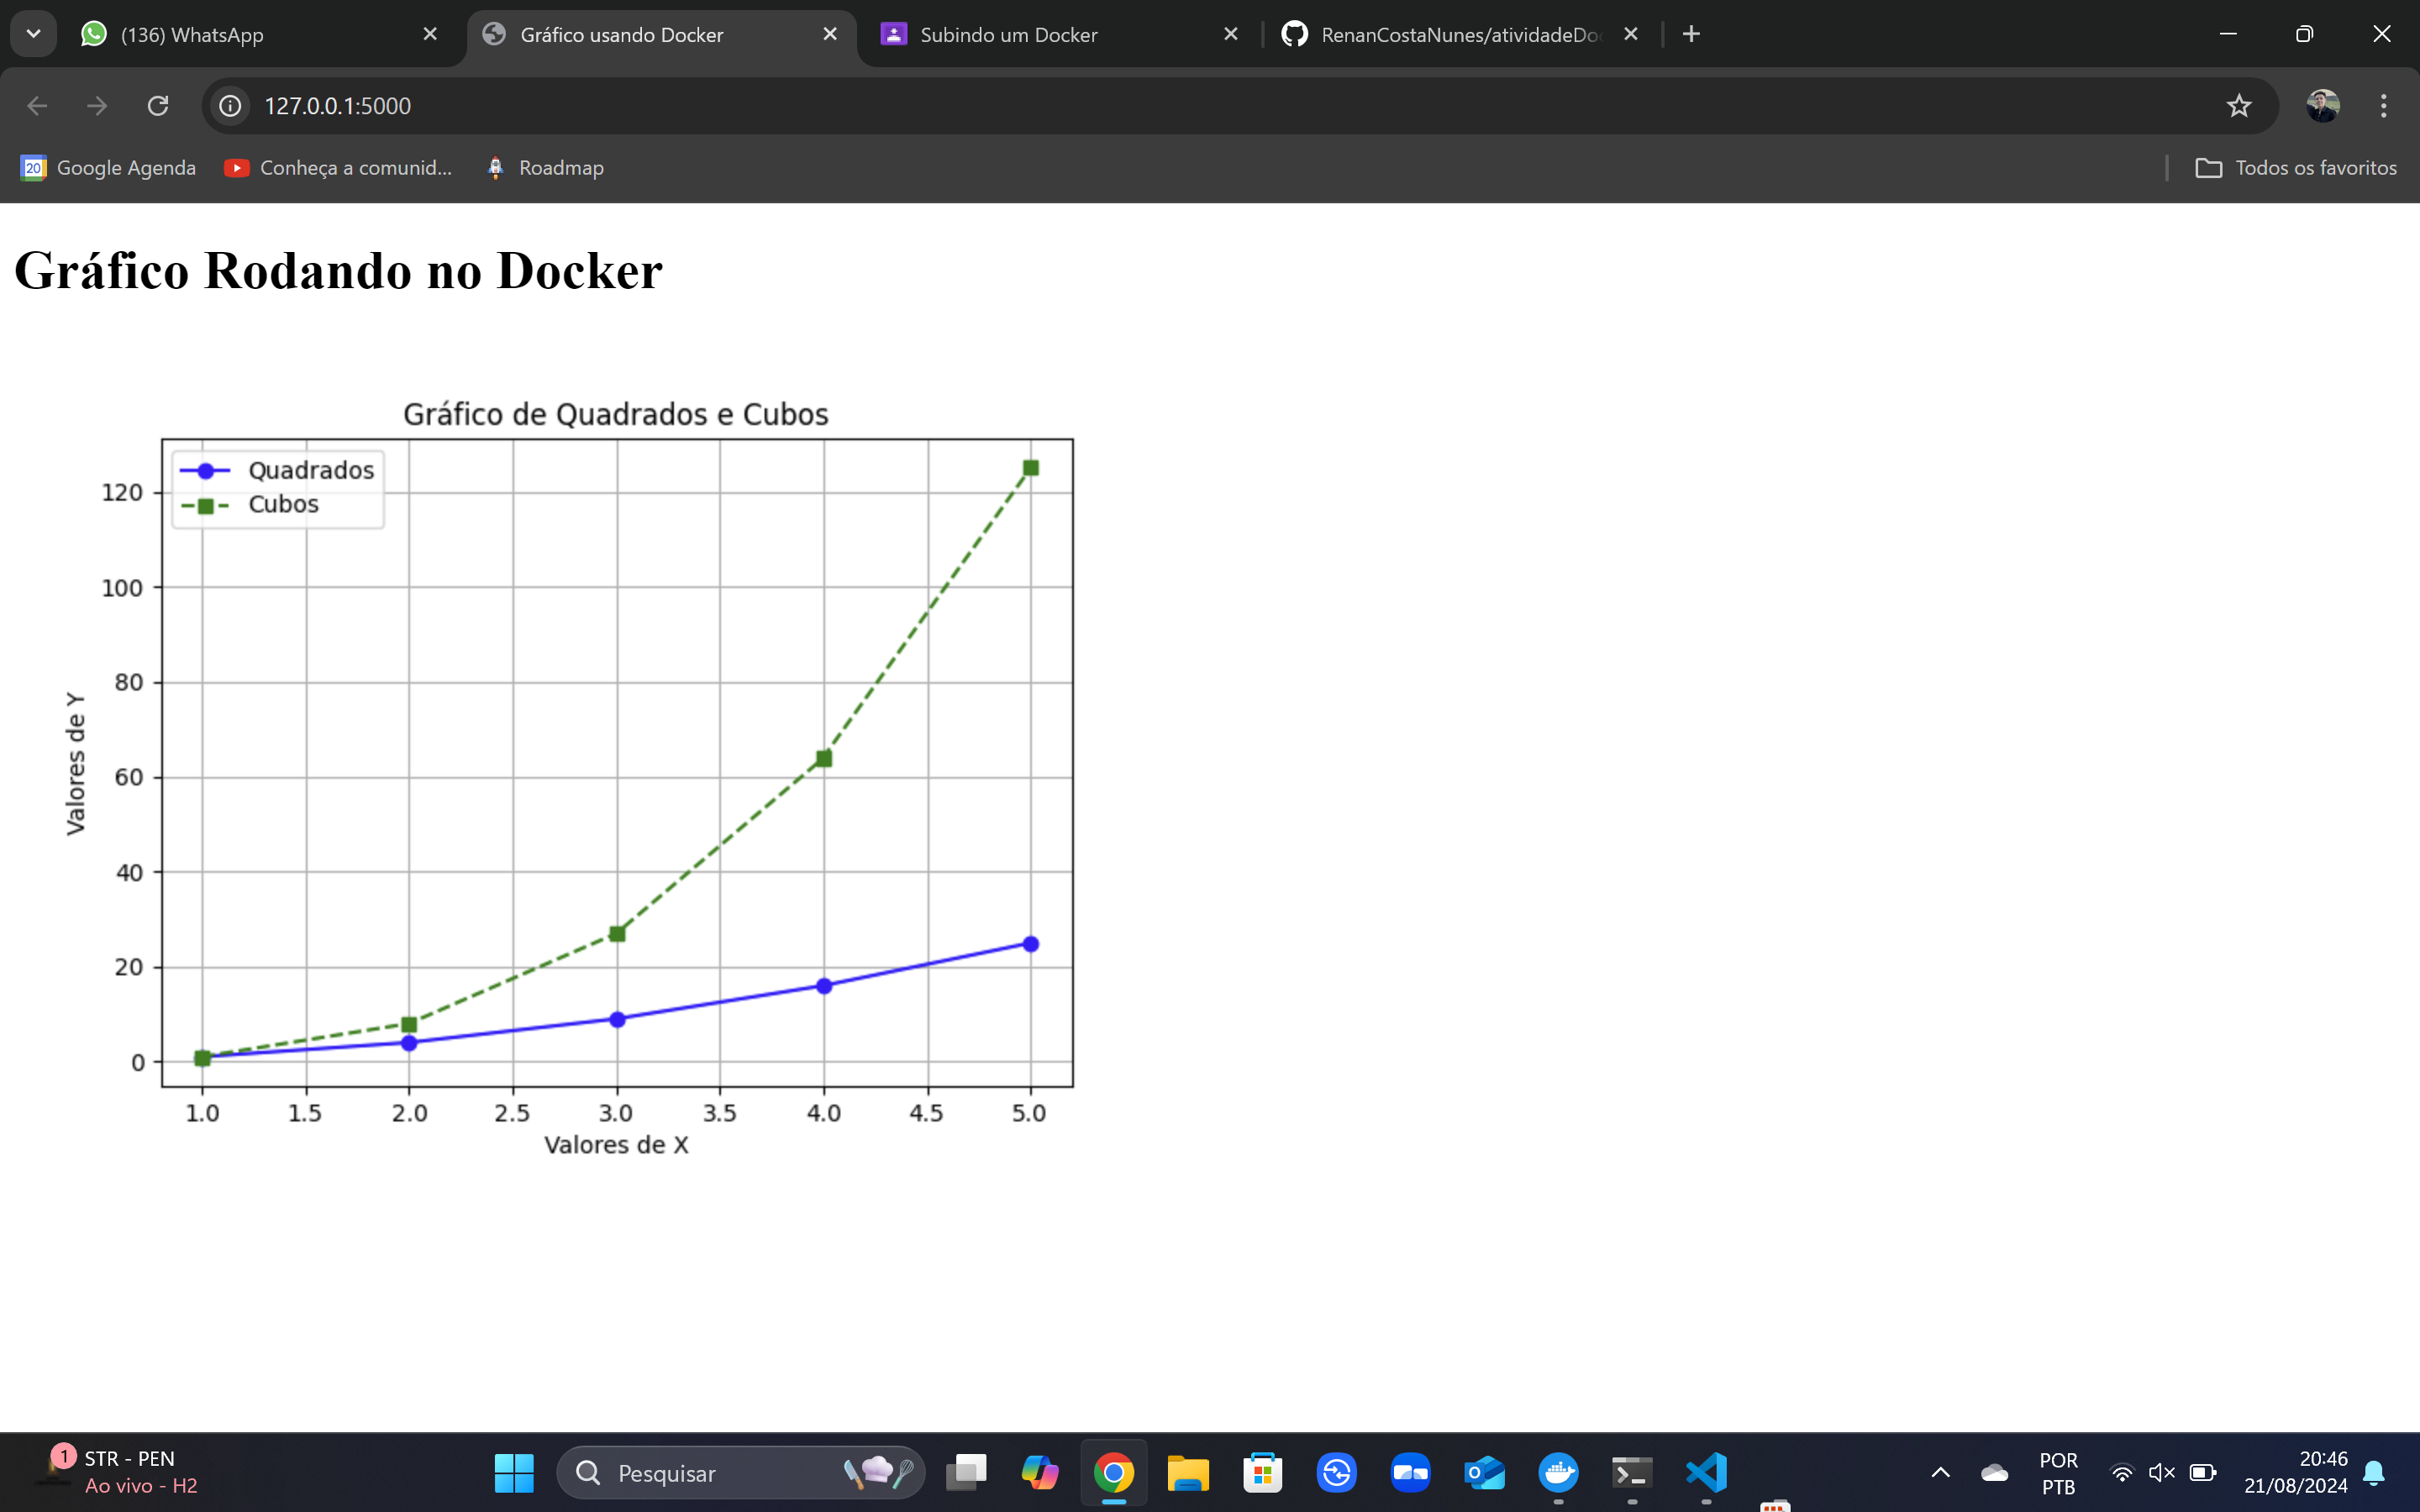 (136) WhatsApp
Gráfico usando Docker
Subindo um Docker
RenanCostaNunes/atividadeDo
127.0.0.1:5000
20
Google Agenda
Conheça a comunid...
Roadmap
Todos os favoritos
Gráfico Rodando no Docker
Gráfico de Quadrados e Cubos
Quadrados
Cubos
120
100
80
60
40
20
0
Valores de Y
1.0 1.5 2.0 2.5 3.0 3.5 4.0 4.5 5.0
Valores de X
1
STR - PEN
Ao vivo - H2
Pesquisar
POR
PTB
20:46
21/08/2024